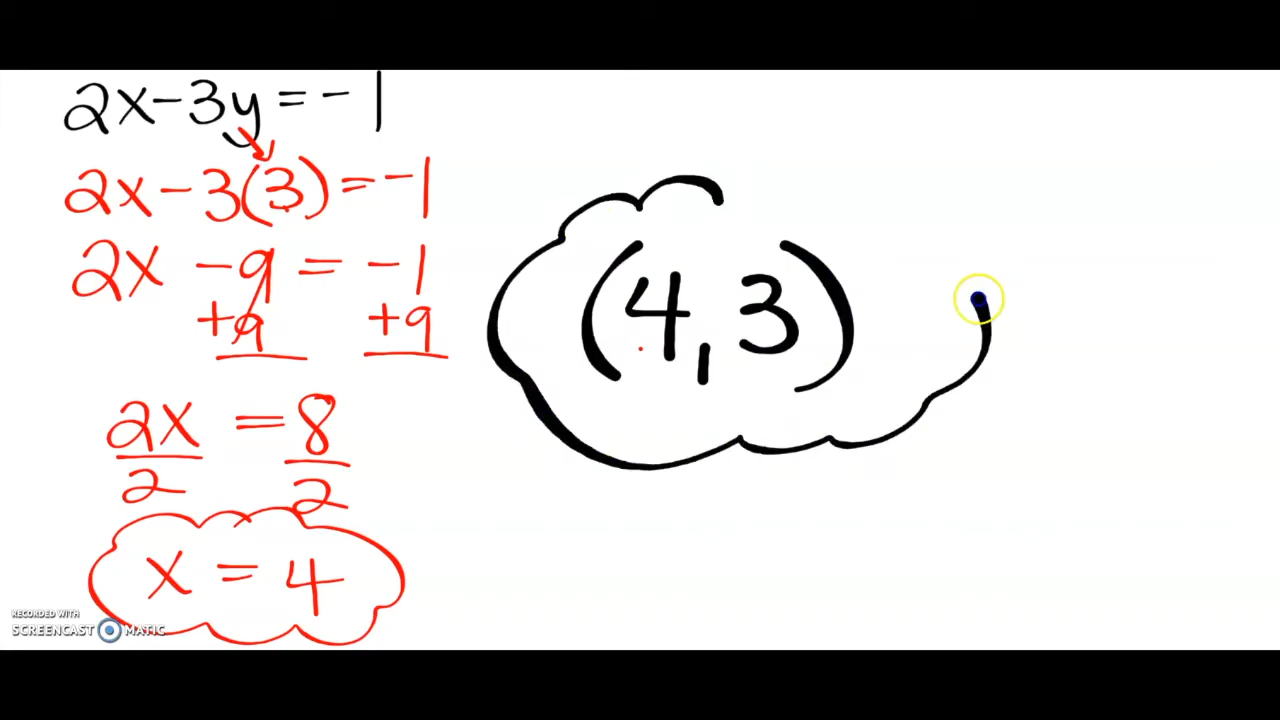 2x-3y=-1
2x-3(3)=-1
2x -9 = -1
+9 +9
2x = 8
2 2
x = 4
(4,3)
RECORDED WITH
SCREENCAST MATIC